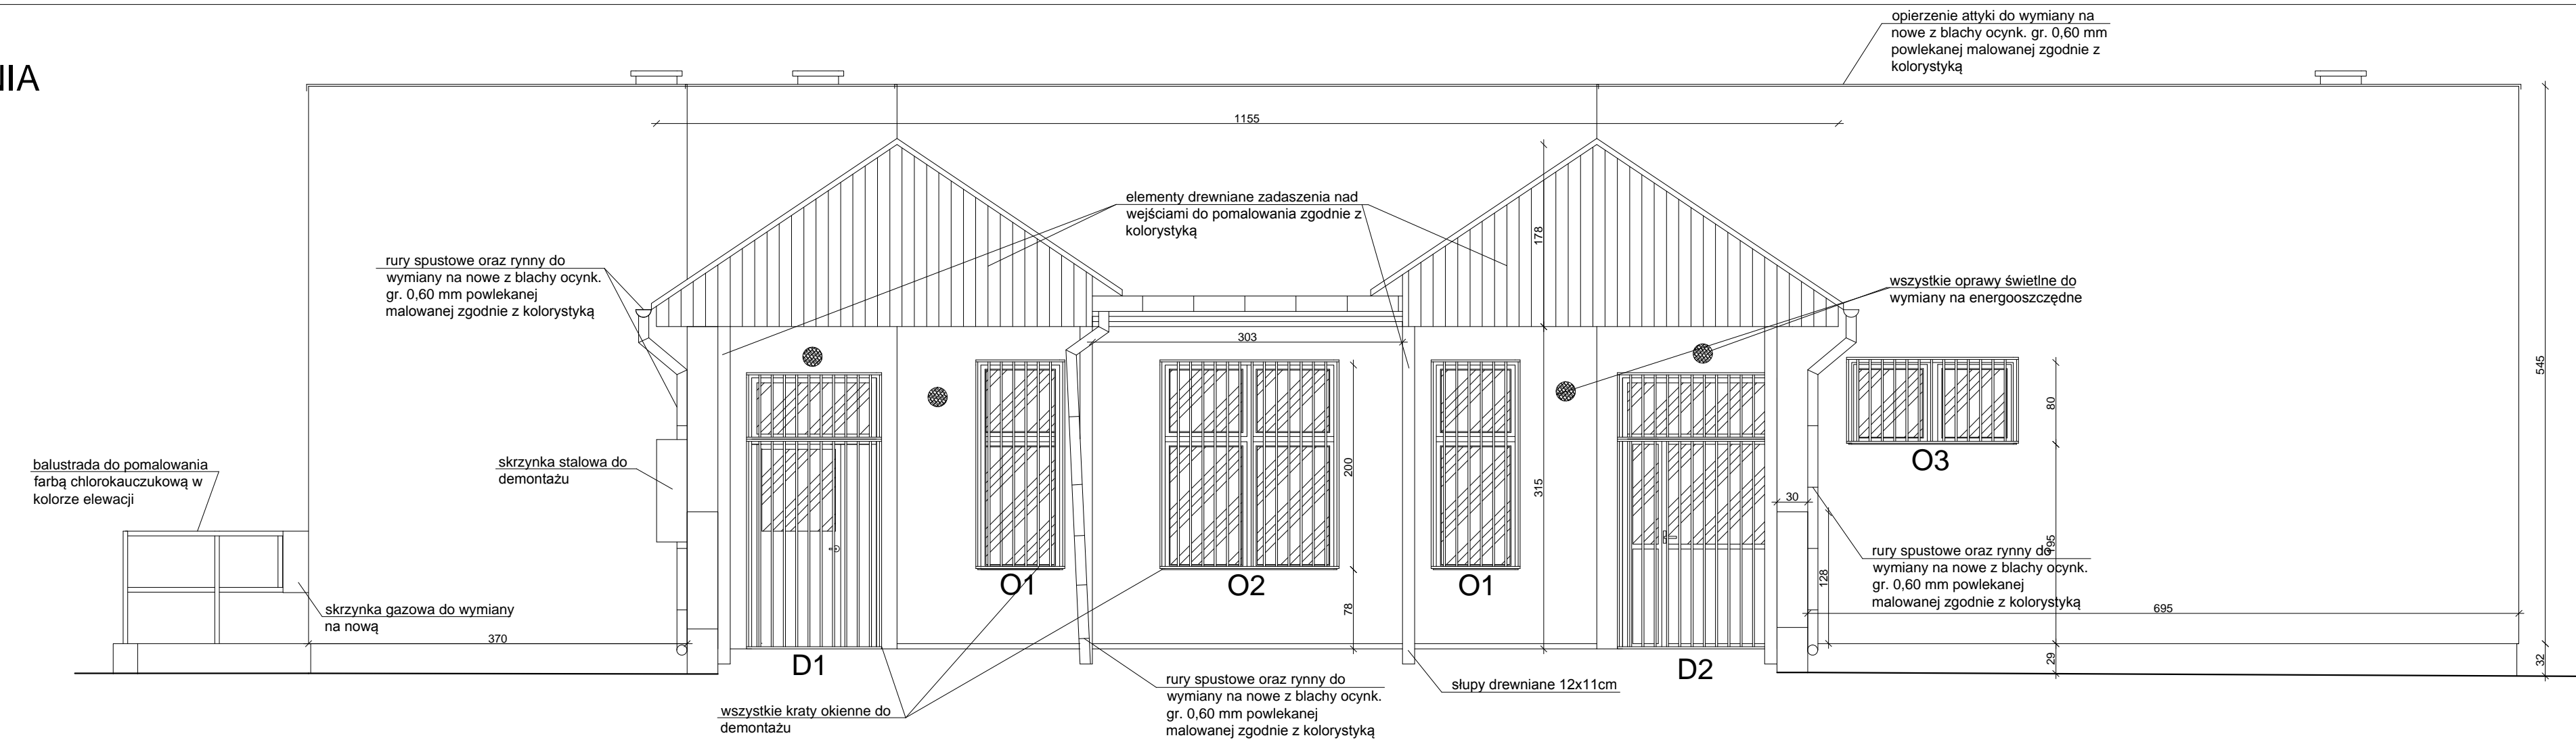 opierzenie attyki do wymiany na
nowe z blachy ocynk. gr. 0,60 mm
powlekanej malowanej zgodnie z
kolorystyką
NIA
1155
elementy drewniane zadaszenia nad
wejściami do pomalowania zgodnie z
kolorystyką
178
rury spustowe oraz rynny do
wymiany na nowe z blachy ocynk.
gr. 0,60 mm powlekanej
malowanej zgodnie z kolorystyką
wszystkie oprawy świetlne do
wymiany na energooszczędne
303
545
80
200
315
O3
balustrada do pomalowania
farbą chlorokauczukową w
kolorze elewacji
skrzynka stalowa do
demontażu
30
195
128
O1
O2
O1
78
rury spustowe oraz rynny do
wymiany na nowe z blachy ocynk.
gr. 0,60 mm powlekanej
malowanej zgodnie z kolorystyką
695
skrzynka gazowa do wymiany
na nową
370
29
32
D1
D2
wszystkie kraty okienne do
demontażu
rury spustowe oraz rynny do
wymiany na nowe z blachy ocynk.
gr. 0,60 mm powlekanej
malowanej zgodnie z kolorystyką
słupy drewniane 12x11cm